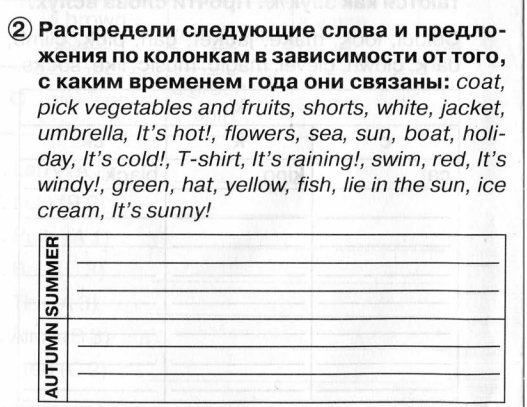 ② Распредели следующие слова и предло-
жения по колонкам в зависимости от того,
с каким временем года они связаны: coat,
pick vegetables and fruits, shorts, white, jacket,
umbrella, It's hot!, flowers, sea, sun, boat, holi-
day, It's cold!, T-shirt, It's raining!, swim, red, It's
windy!, green, hat, yellow, fish, lie in the sun, ice
cream, It's sunny!
SUMMER
AUTUMN